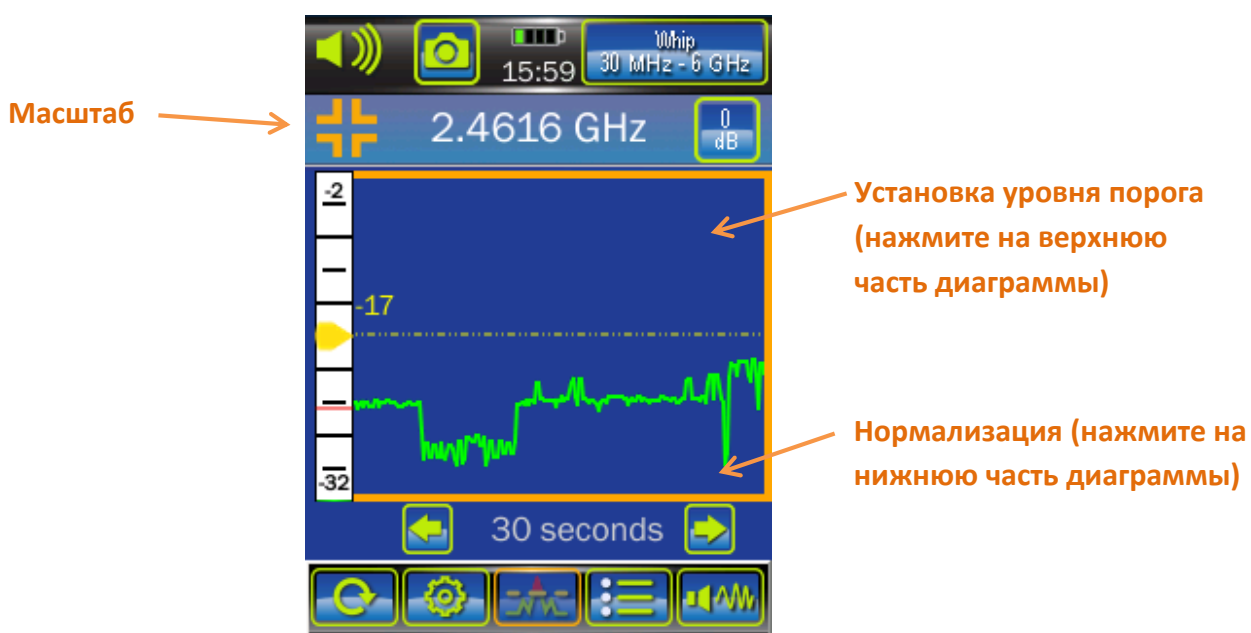 Whip
15:59
30 MHz - 6 GHz
Масштаб
2.4616 GHz
0
dB
-2
Установка уровня порога
(нажмите на верхнюю
часть диаграммы)
-17
Нормализация (нажмите на
нижнюю часть диаграммы)
-32
30 seconds